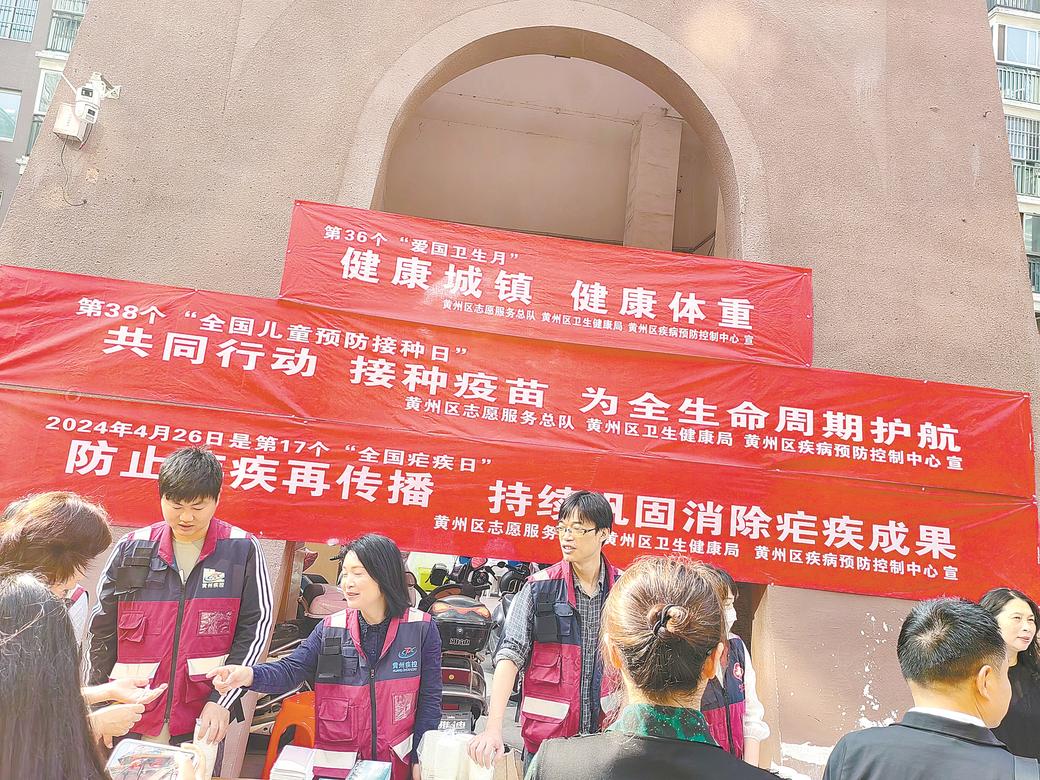 第36个“爱国卫生月”
健康城镇 健康体重
黄州区志愿服务总队 黄州区卫生健康局 黄州区疾病预防控制中心 宣
第38个“全国儿童预防接种日”
共同行动 接种疫苗 为全生命周期护航
黄州区志愿服务总队 黄州区卫生健康局 黄州区疾病预防控制中心 宣
2024年4月26日是第17个“全国疟疾日”
防止 疾再传播 持续巩固消除疟疾成果
黄州区志愿服务 黄州区卫生健康局 黄州区疾病预防控制中心 宣
黄州疾控
黄州疾控
雅迪